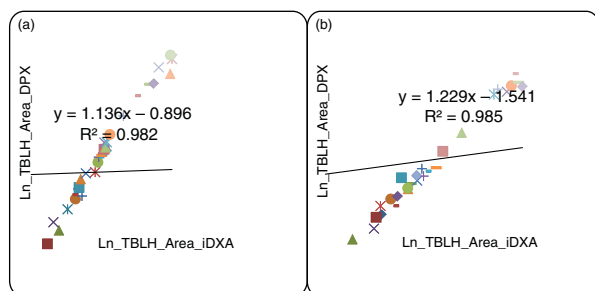 (a)
Ln_TBLH_Area_DPX
y = 1.136x – 0.896
R² = 0.982
Ln_TBLH_Area_iDXA
(b)
Ln_TBLH_Area_DPX
y = 1.229x – 1.541
R² = 0.985
Ln_TBLH_Area_iDXA